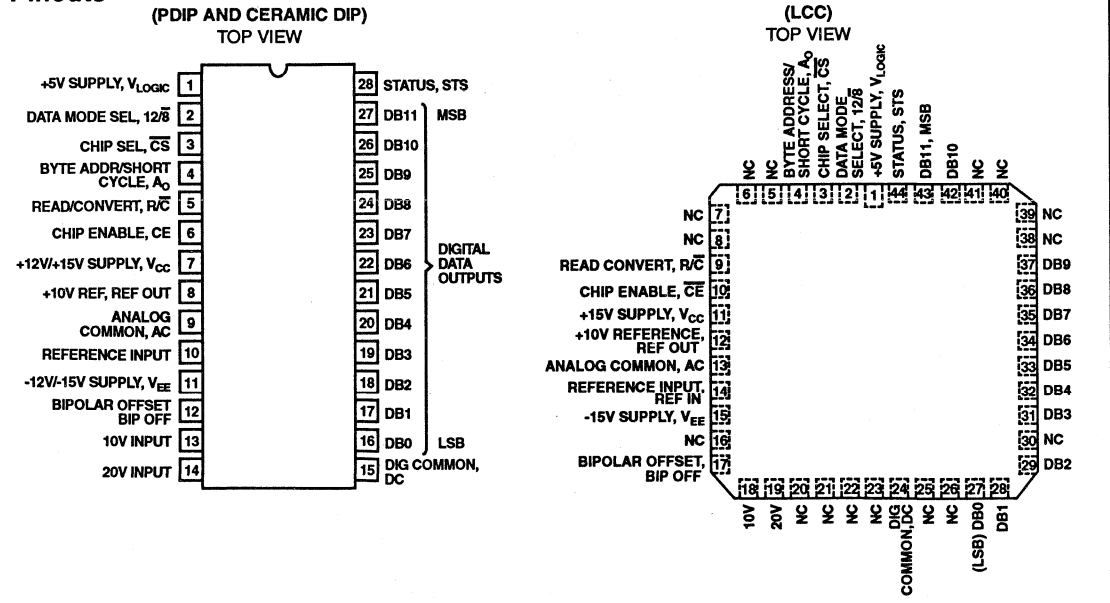 Pinouts
(PDIP AND CERAMIC DIP)
TOP VIEW
+5V SUPPLY, VLOGIC 1
DATA MODE SEL, 12/8̅ 2
CHIP SEL, C̅S̅ 3
BYTE ADDR/SHORT
CYCLE, AO 4
READ/CONVERT, R/C̅ 5
CHIP ENABLE, CE 6
+12V/+15V SUPPLY, VCC 7
+10V REF, REF OUT 8
ANALOG
COMMON, AC 9
REFERENCE INPUT 10
-12V/-15V SUPPLY, VEE 11
BIPOLAR OFFSET
BIP OFF 12
10V INPUT 13
20V INPUT 14
28 STATUS, STS
27 DB11 MSB
26 DB10
25 DB9
24 DB8
23 DB7
22 DB6
21 DB5
20 DB4
19 DB3
18 DB2
17 DB1
16 DB0 LSB
15 DIG COMMON,
DC
DIGITAL
DATA
OUTPUTS
(LCC)
TOP VIEW
NC 6
NC 5
BYTE ADDRESS/
SHORT CYCLE, AO 4
CHIP SELECT, C̅S̅ 3
DATA MODE
SELECT, 12/8̅ 2
+5V SUPPLY, VLOGIC 1
STATUS, STS 44
DB11, MSB 43
DB10 42
NC 41
NC 40
NC 7
NC 8
READ CONVERT, R/C̅ 9
CHIP ENABLE, C̅E̅ 10
+15V SUPPLY, VCC 11
+10V REFERENCE,
REF OUT 12
ANALOG COMMON, AC 13
REFERENCE INPUT,
REF IN 14
-15V SUPPLY, VEE 15
NC 16
BIPOLAR OFFSET,
BIP OFF 17
39 NC
38 NC
37 DB9
36 DB8
35 DB7
34 DB6
33 DB5
32 DB4
31 DB3
30 NC
29 DB2
18 10V
19 20V
20 NC
21 NC
22 NC
23 NC
24 DIG
COMMON,DC
25 NC
26 NC
27 (LSB) DB0
28 DB1